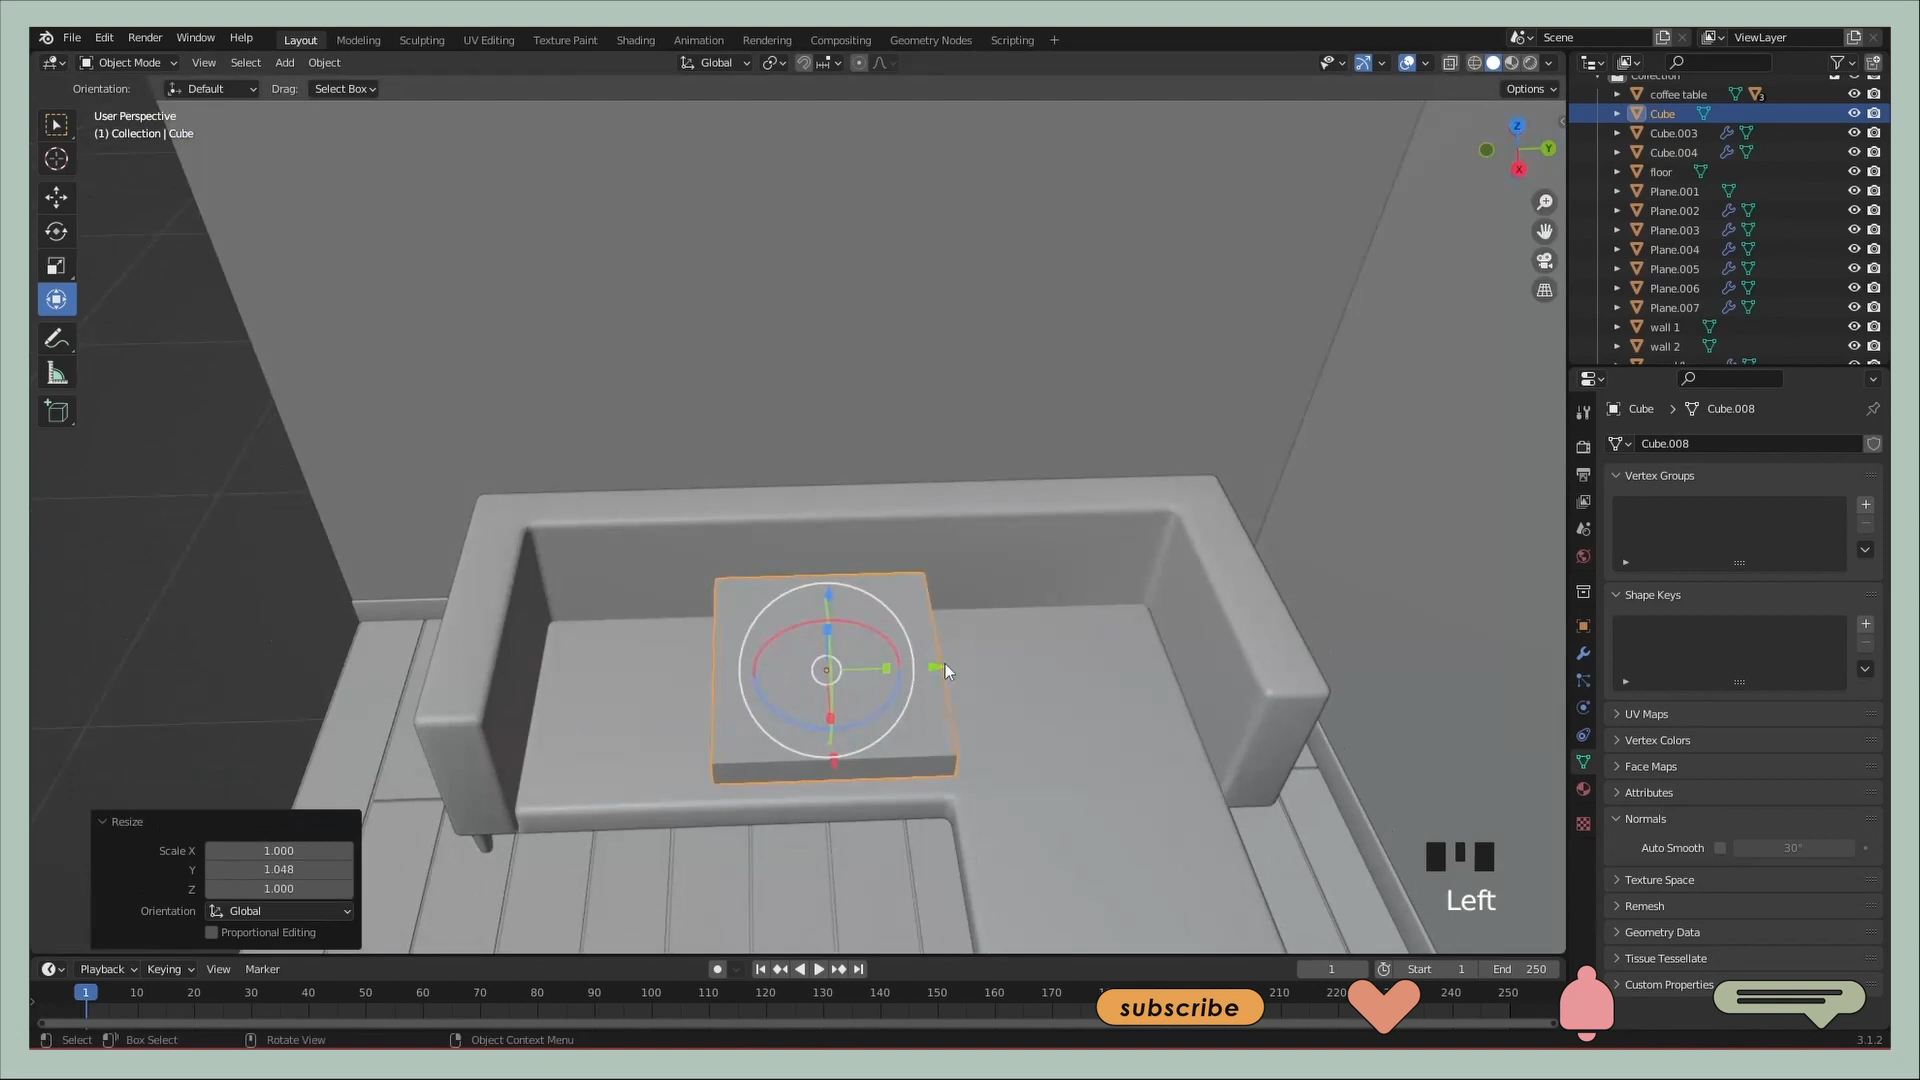 File Edit Render Window Help Layout Modeling Sculpting UV Editing Texture Paint Shading Animation Rendering Compositing Geometry Nodes Scripting + Scene ViewLayer
Object Mode View Select Add Object Global
Orientation: Default Drag: Select Box Options
User Perspective
(1) Collection | Cube
Z
Y
X
Collection
coffee table 3
Cube
Cube.003
Cube.004
floor
Plane.001
Plane.002
Plane.003
Plane.004
Plane.005
Plane.006
Plane.007
wall 1
wall 2
Cube > Cube.008
Cube.008
Vertex Groups
Shape Keys
UV Maps
Vertex Colors
Face Maps
Attributes
Normals
Auto Smooth 30°
Texture Space
Remesh
Geometry Data
Tissue Tessellate
Custom Properties
Resize
Scale X 1.000
Y 1.048
Z 1.000
Orientation Global
Proportional Editing
Left
Playback Keying View Marker 1 Start 1 End 250
1 10 20 30 40 50 60 70 80 90 100 110 120 130 140 150 160 170 210 220 240 250
subscribe
Select Box Select Rotate View Object Context Menu 3.1.2